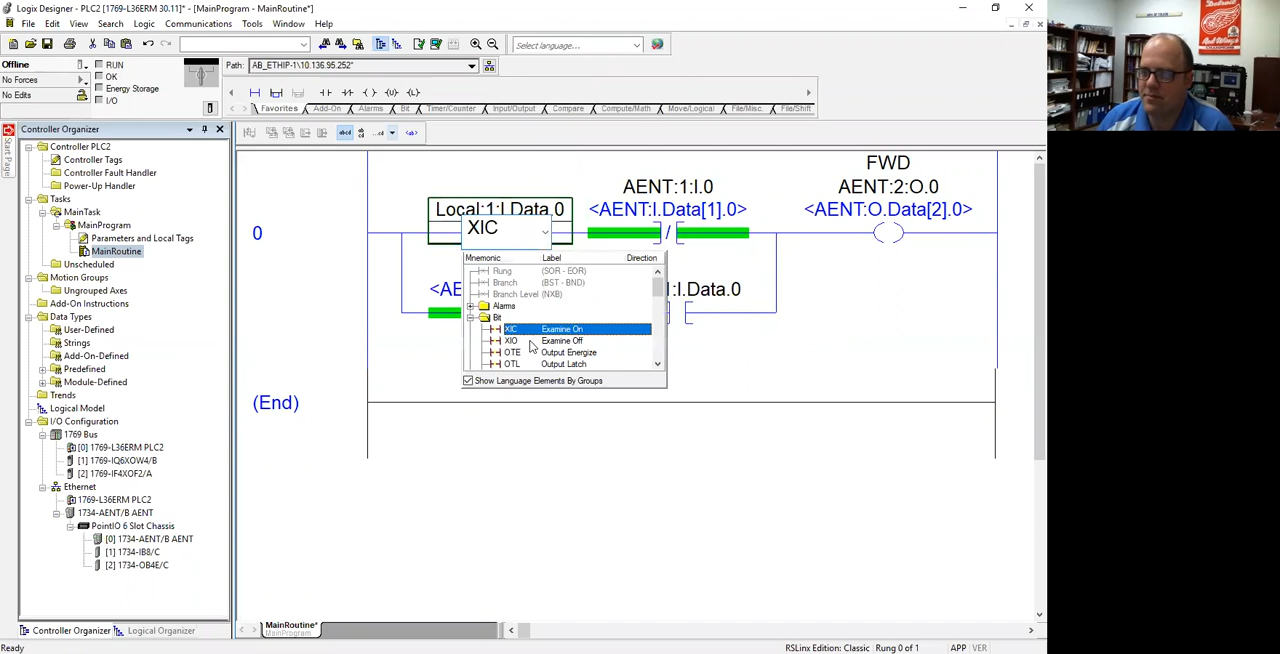 Logix Designer - PLC2 [1769-L36ERM 30.11]* - [MainProgram - MainRoutine*]
File Edit View Search Logic Communications Tools Window Help
Select language...
Offline
No Forces
No Edits
RUN
OK
Energy Storage
I/O
Path: AB_ETHIP-1\10.136.95.252*
Favorites Add-On Alarms Bit Timer/Counter Input/Output Compare Compute/Math Move/Logical File/Misc. File/Shift
Start Page
Controller Organizer
Controller PLC2
Controller Tags
Controller Fault Handler
Power-Up Handler
Tasks
MainTask
MainProgram
Parameters and Local Tags
MainRoutine
Unscheduled
Motion Groups
Ungrouped Axes
Add-On Instructions
Data Types
User-Defined
Strings
Add-On-Defined
Predefined
Module-Defined
Trends
Logical Model
I/O Configuration
1769 Bus
[0] 1769-L36ERM PLC2
[1] 1769-IQ6XOW4/B
[2] 1769-IF4XOF2/A
Ethernet
1769-L36ERM PLC2
1734-AENT/B AENT
PointIO 6 Slot Chassis
[0] 1734-AENT/B AENT
[1] 1734-IB8/C
[2] 1734-OB4E/C
Controller Organizer Logical Organizer
FWD
AENT:1:I.0 AENT:2:O.0
Local:1:I.Data.0 <AENT:I.Data[1].0> <AENT:O.Data[2].0>
0
XIC
Mnemonic Label Direction
Rung (SOR - EOR)
Branch (BST - BND)
Branch Level (NXB)
Alarms
Bit
XIC Examine On
XIO Examine Off
OTE Output Energize
OTL Output Latch
Show Language Elements By Groups
<AE
1:I.Data.0
(End)
MainRoutine*
MainProgram
Ready
RSLinx Edition: Classic Rung 0 of 1 APP VER